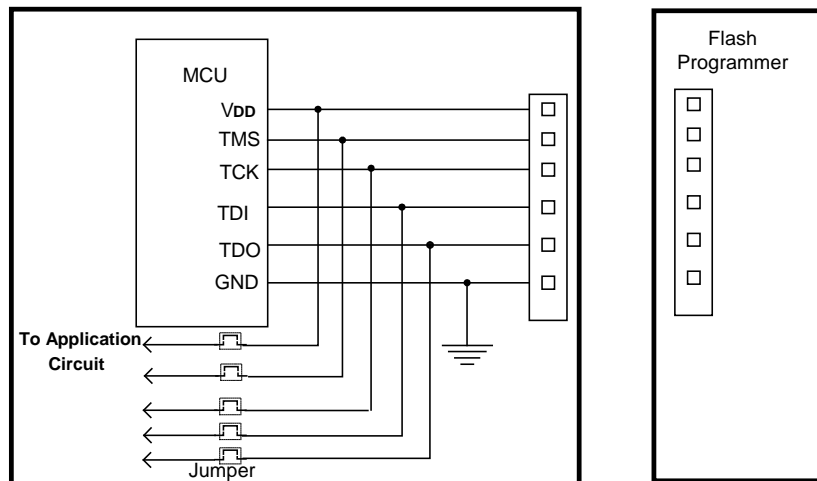 MCU
VDD
TMS
TCK
TDI
TDO
GND
To Application
Circuit
Jumper
Flash
Programmer